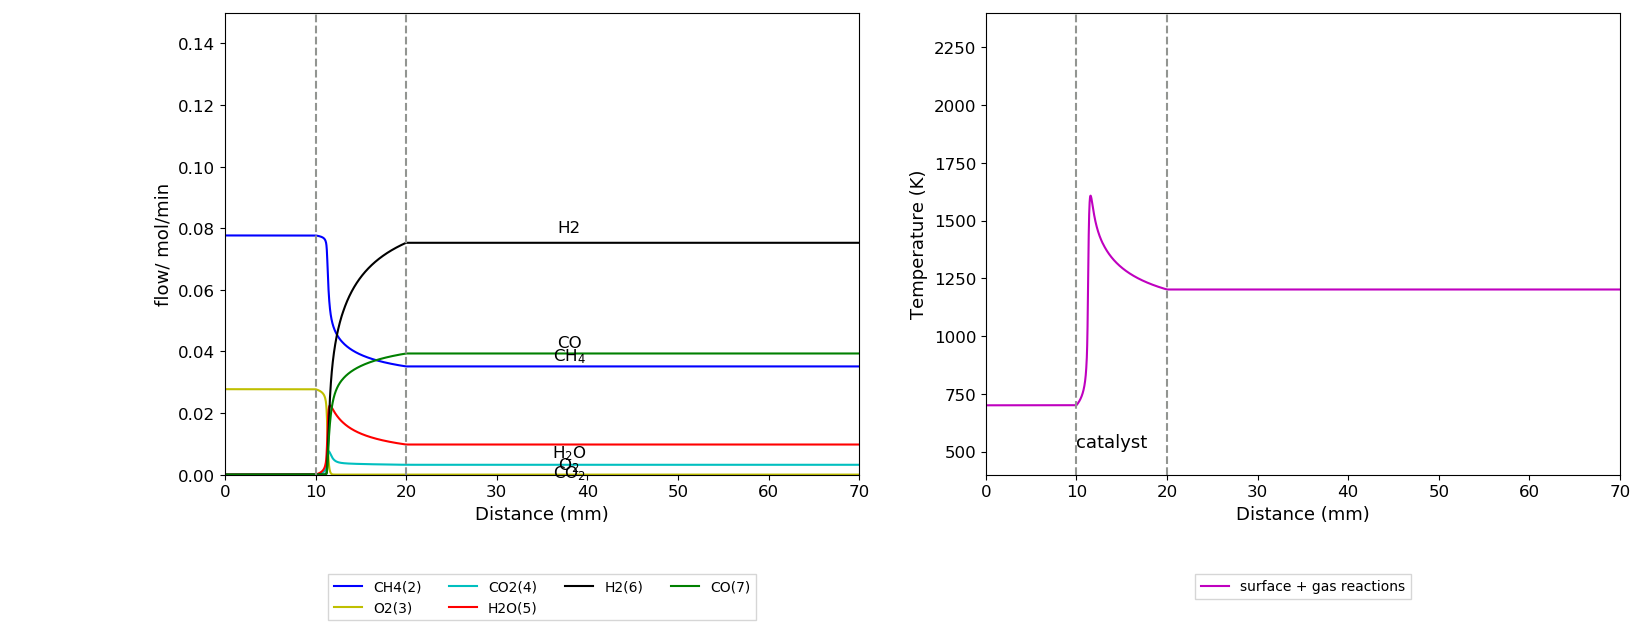 flow/ mol/min
0.14
0.12
0.10
0.08
0.06
0.04
0.02
0.00
H2
CO
CH₄
H₂O
O₂
CO₂
0 10 20 30 40 50 60 70
Distance (mm)
CH4(2) CO2(4) H2(6) CO(7)
O2(3) H2O(5)
Temperature (K)
2250
2000
1750
1500
1250
1000
750
500
catalyst
0 10 20 30 40 50 60 70
Distance (mm)
surface + gas reactions